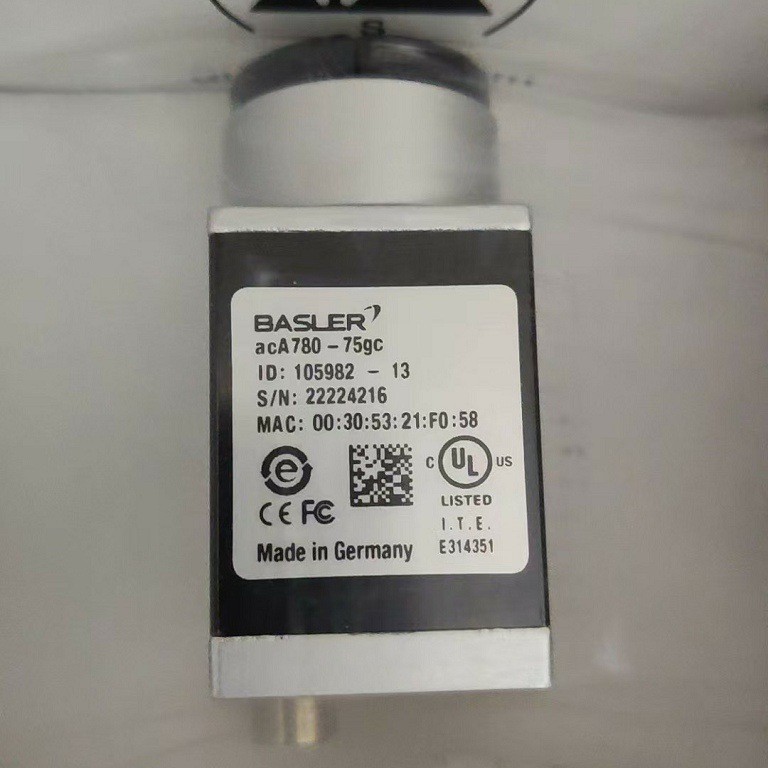 S
BASLER
acA780 - 75gc
ID: 105982 - 13
S/N: 22224216
MAC: 00:30:53:21:F0:58
e
C UL US
LISTED
CE FC
I.T.E.
Made in Germany
E314351